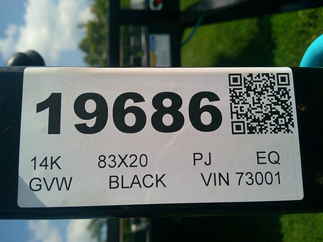 19686
14K 83X20 PJ EQ
GVW BLACK VIN 73001